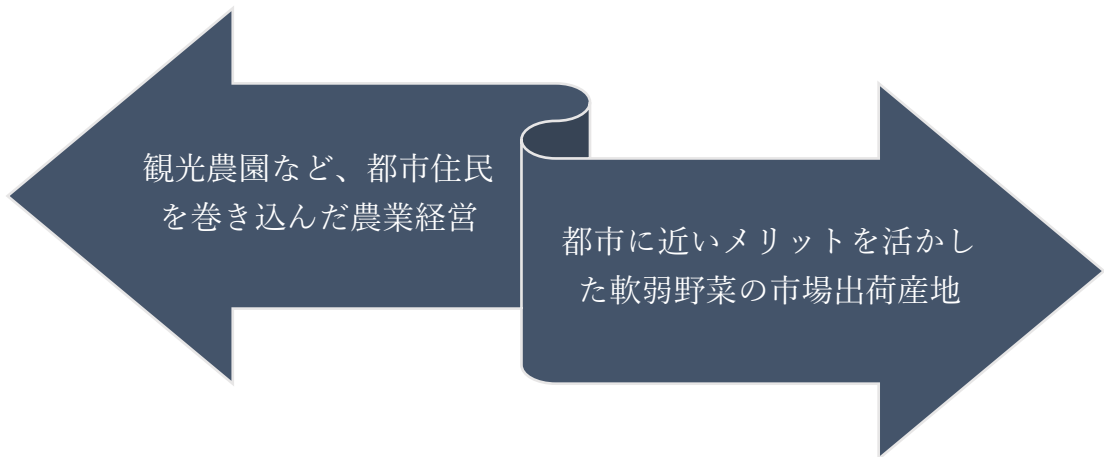 観光農園など、都市住民
を巻き込んだ農業経営
都市に近いメリットを活かし
た軟弱野菜の市場出荷産地